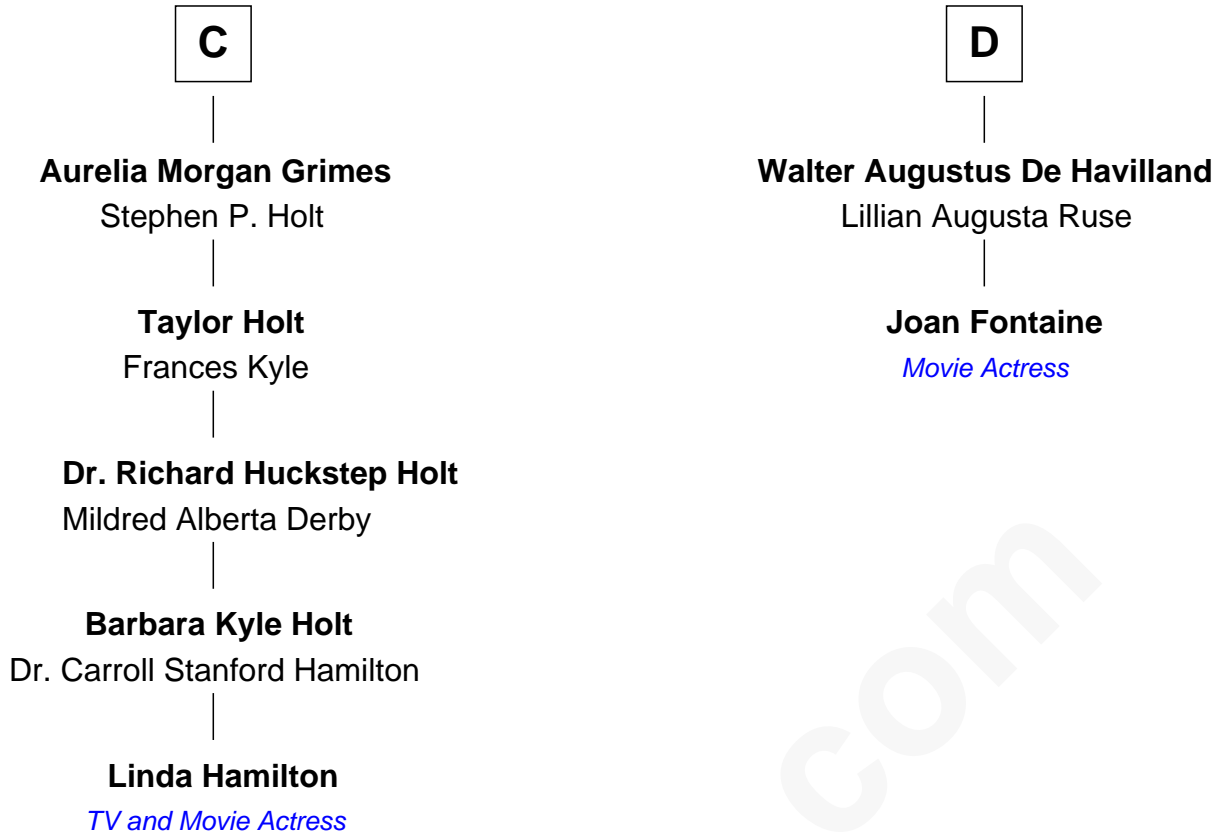 C
Aurelia Morgan Grimes
Stephen P. Holt
Taylor Holt
Frances Kyle
Dr. Richard Huckstep Holt
Mildred Alberta Derby
Barbara Kyle Holt
Dr. Carroll Stanford Hamilton
Linda Hamilton
TV and Movie Actress
D
Walter Augustus De Havilland
Lillian Augusta Ruse
Joan Fontaine
Movie Actress
com